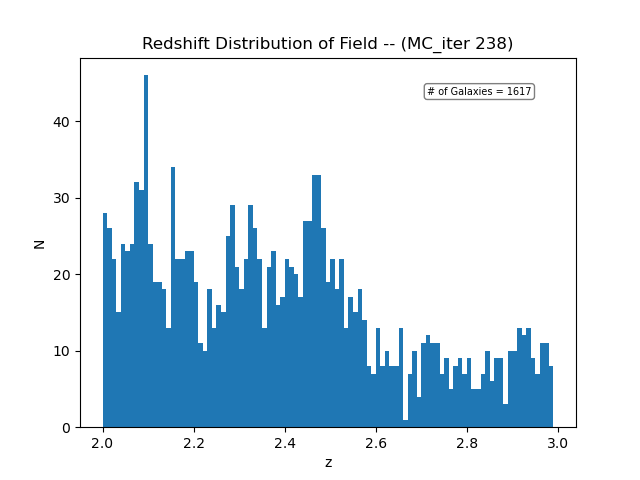 Redshift Distribution of Field -- (MC_iter 238)
# of Galaxies = 1617
40
30
20
10
0
N
2.0 2.2 2.4 2.6 2.8 3.0
z